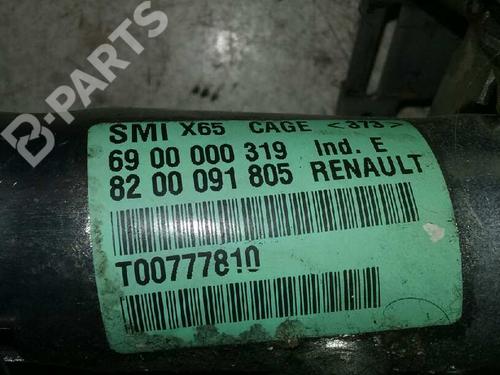 B-PARTS
SMI X65 CAGE <373>
69 00 000 319 Ind. E
82 00 091 805 RENAULT
T00777810